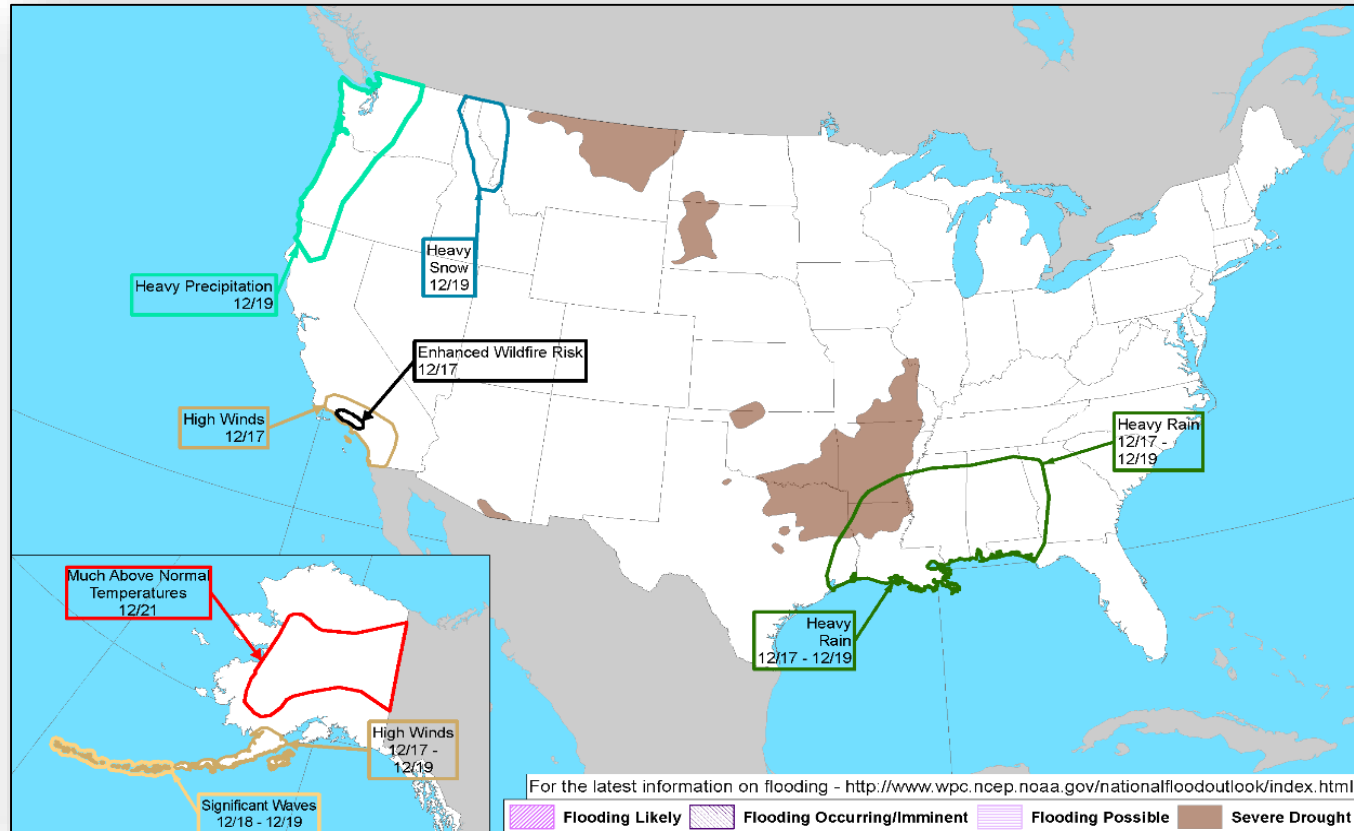 Heavy
Snow
12/19
Heavy Precipitation
12/19
Enhanced Wildfire Risk
12/17
High Winds
12/17
Heavy Rain
12/17 -
12/19
Heavy
Rain
12/17 - 12/19
Much Above Normal
Temperatures
12/21
High Winds
12/17 -
12/19
Significant Waves
12/18 - 12/19
For the latest information on flooding - http://www.wpc.ncep.noaa.gov/nationalfloodoutlook/index.html
Flooding Likely
Flooding Occurring/Imminent
Flooding Possible
Severe Drought